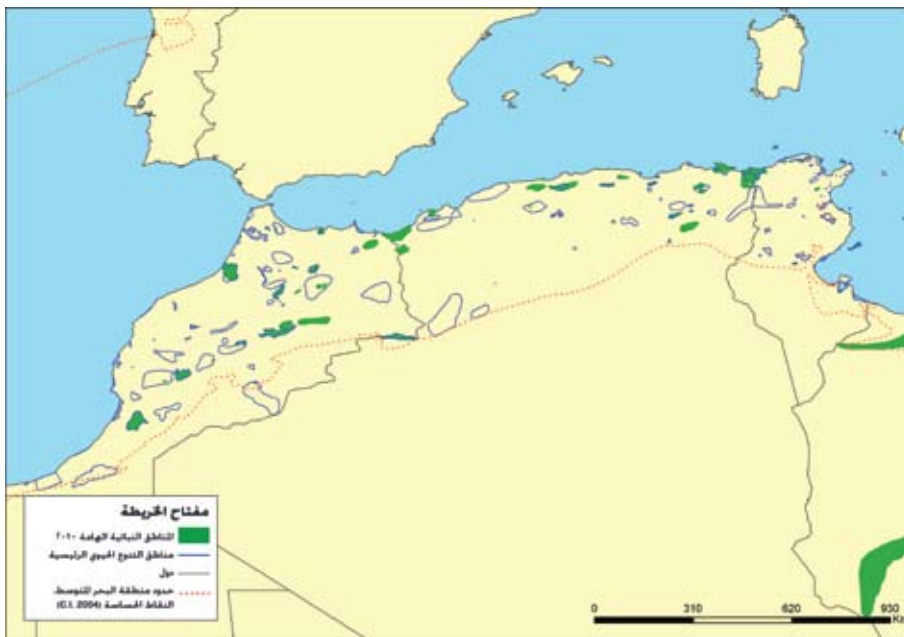 مفتاح الخريطة
المناطق النباتية الهامة ٢٠١٠
مناطق التنوع الحيوي الرئيسية
دول
حدود منطقة البحر المتوسط.
النقاط الحساسة (C.I. 2004)
0 310 620 930
Km